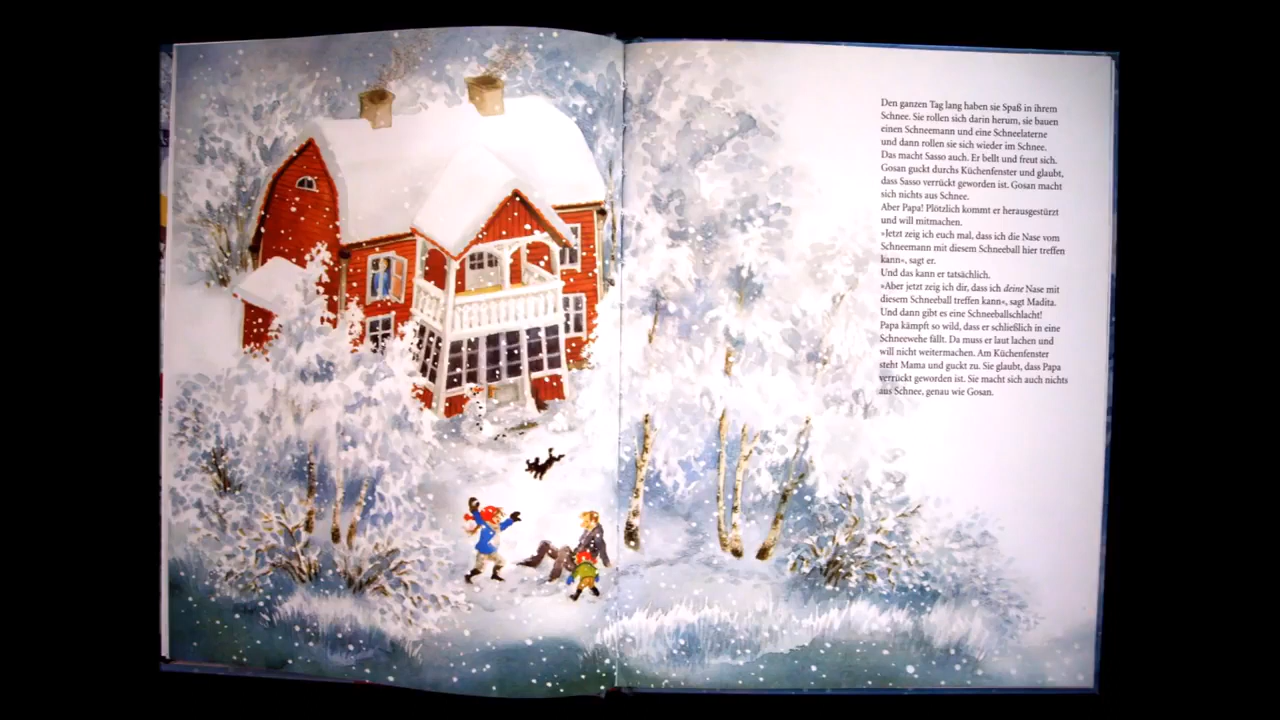 Den ganzen Tag lang haben sie Spaß in ihrem
Schnee. Sie rollen sich darin herum, sie bauen
einen Schneemann und eine Schneelaterne
und dann rollen sie sich wieder im Schnee.
Das macht Sasso auch. Er bellt und freut sich.
Gosan guckt durchs Küchenfenster und glaubt,
dass Sasso verrückt geworden ist. Gosan macht
sich nichts aus Schnee.
Aber Papa! Plötzlich kommt er herausgestürzt
und will mitmachen.
»Jetzt zeig ich euch mal, dass ich die Nase vom
Schneemann mit diesem Schneeball hier treffen
kann«, sagt er.
Und das kann er tatsächlich.
»Aber jetzt zeig ich dir, dass ich deine Nase mit
diesem Schneeball treffen kann«, sagt Madita.
Und dann gibt es eine Schneeballschlacht!
Papa kämpft so wild, dass er schließlich in eine
Schneewehe fällt. Da muss er laut lachen und
will nicht weitermachen. Am Küchenfenster
steht Mama und guckt zu. Sie glaubt, dass Papa
verrückt geworden ist. Sie macht sich auch nichts
aus Schnee, genau wie Gosan.